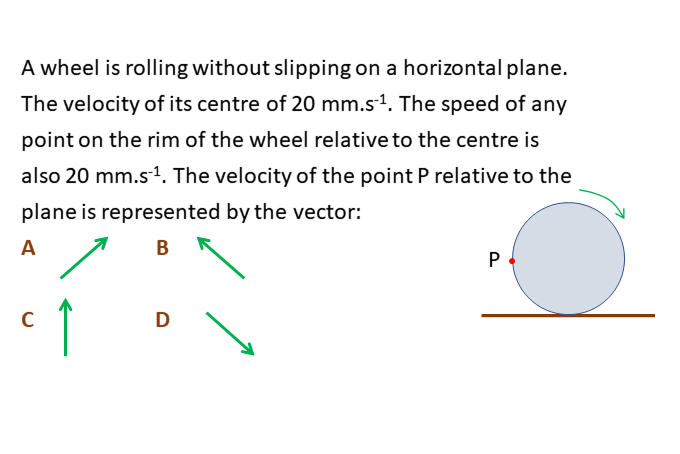 A wheel is rolling without slipping on a horizontal plane.
The velocity of its centre of 20 mm.s⁻¹. The speed of any
point on the rim of the wheel relative to the centre is
also 20 mm.s⁻¹. The velocity of the point P relative to the
plane is represented by the vector:
A B
P
C D